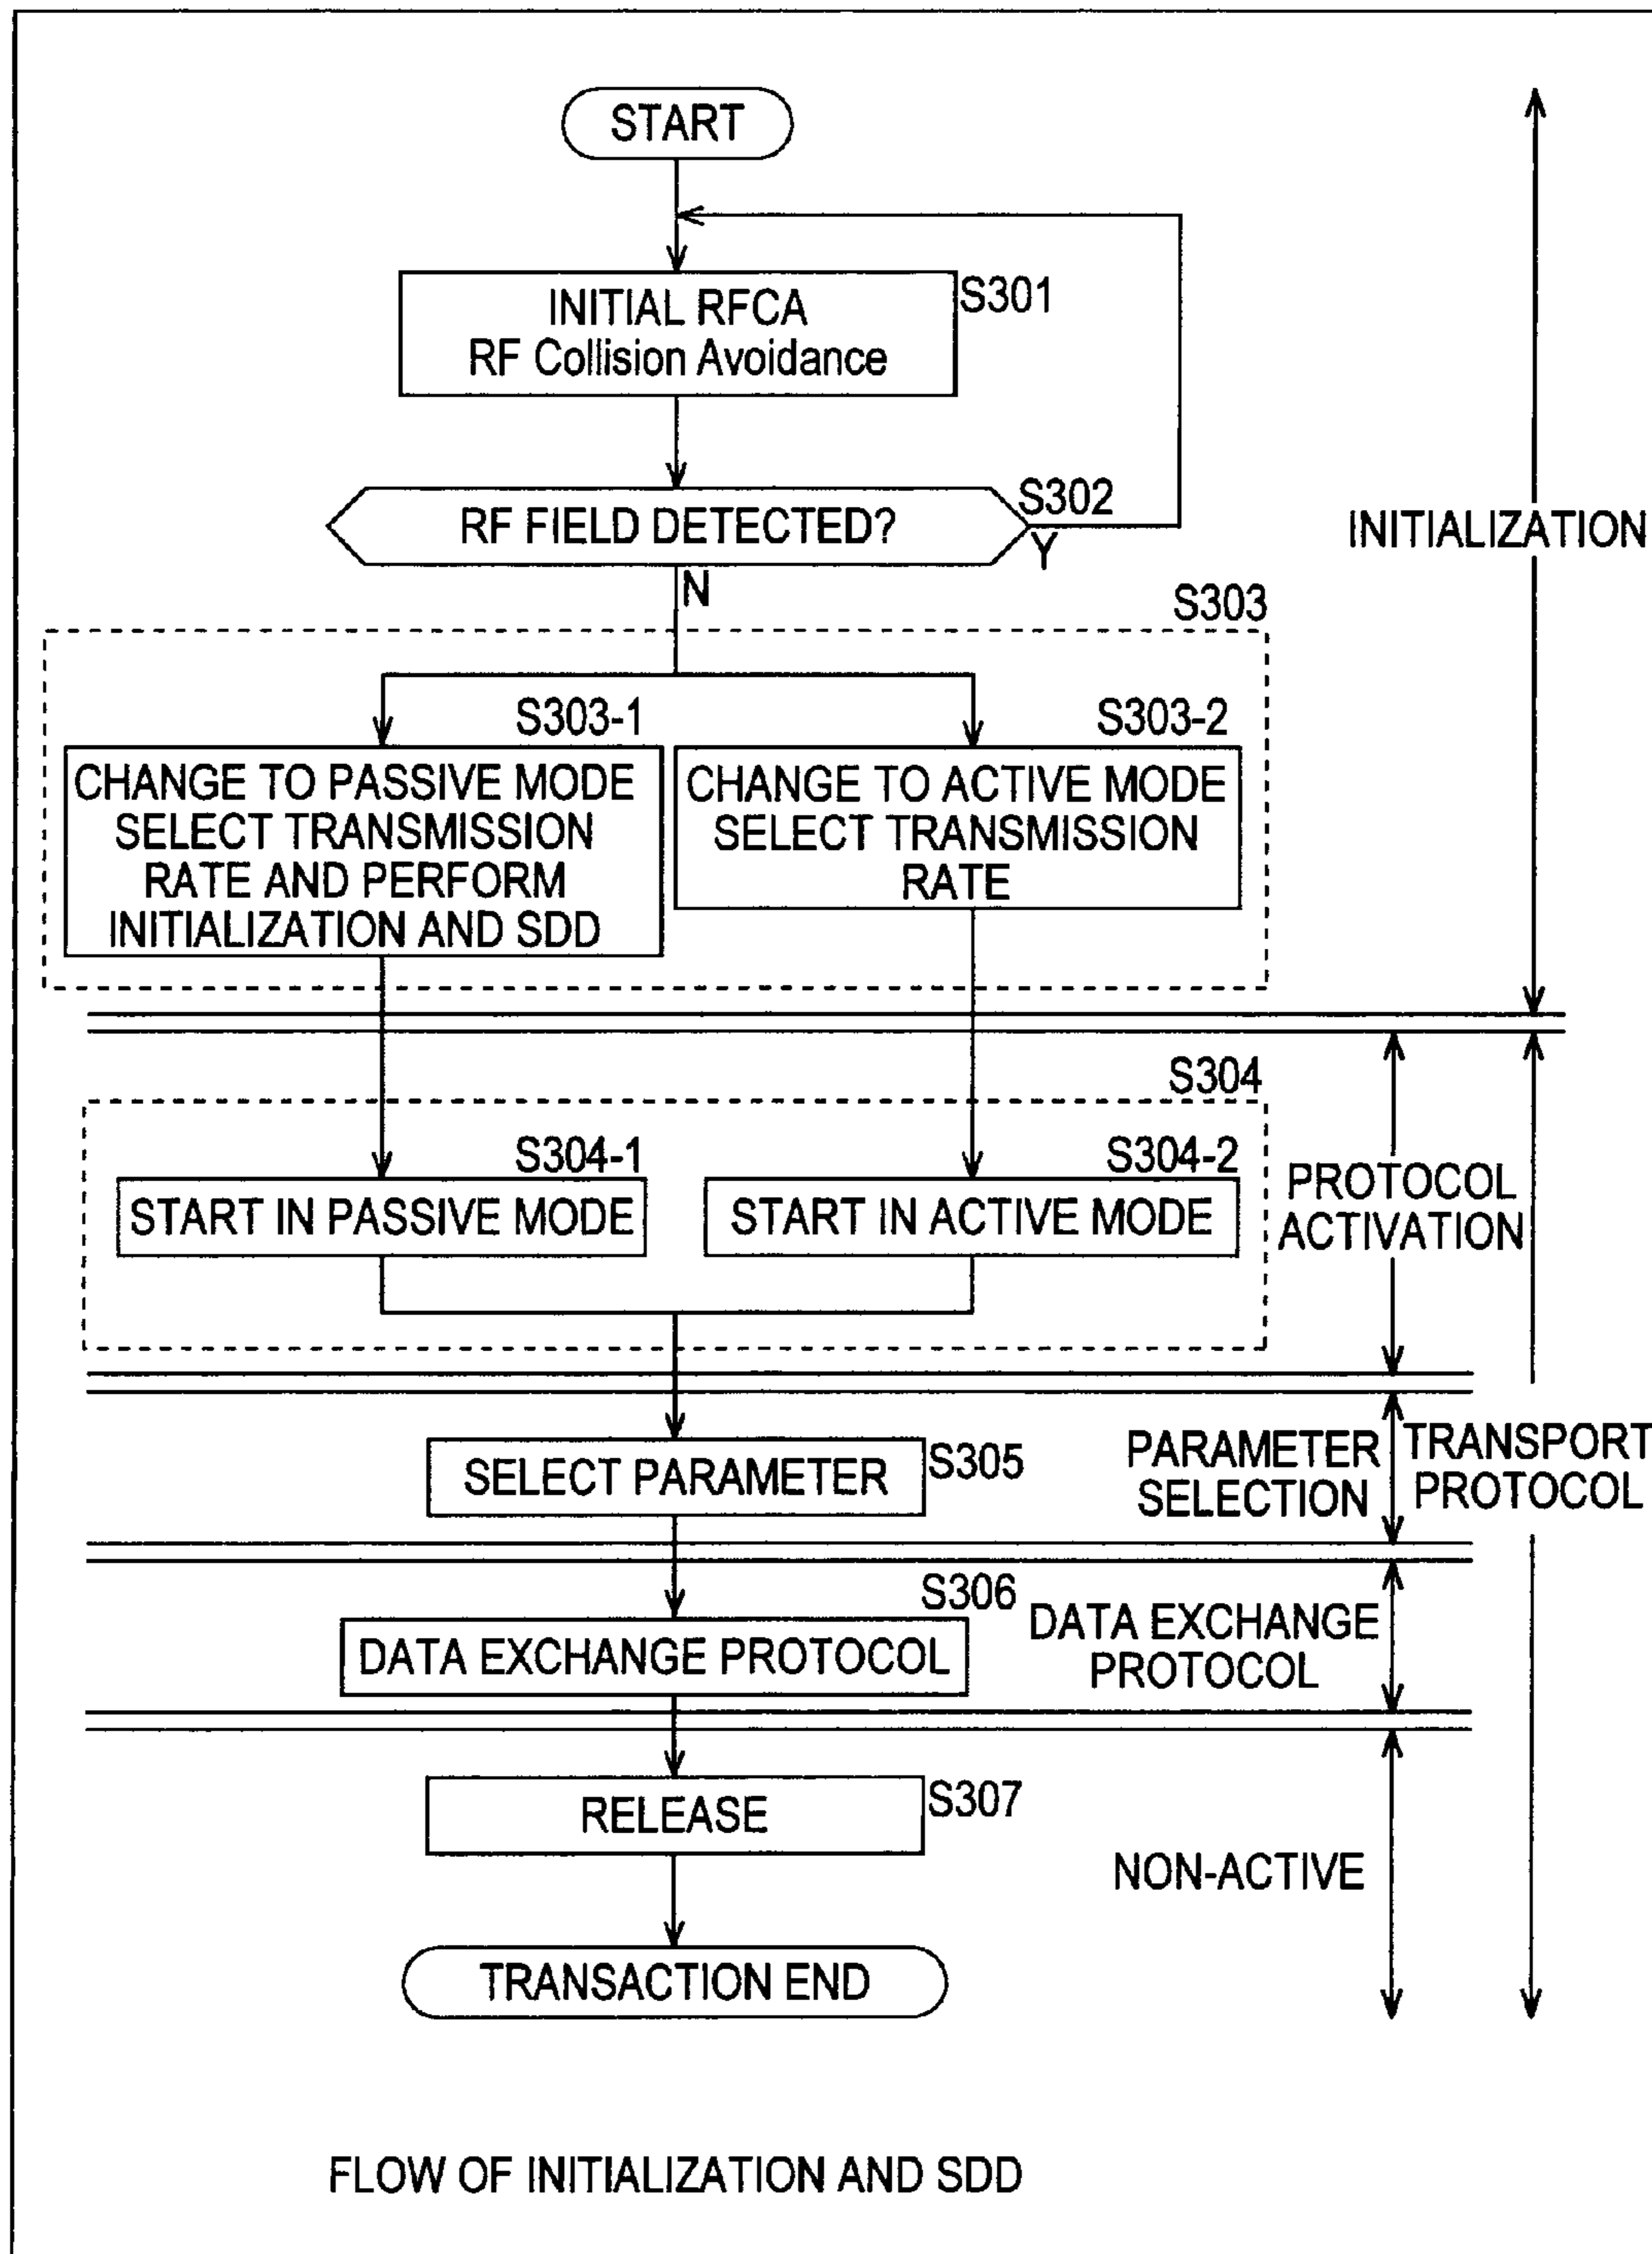 START
INITIAL RFCA
RF Collision Avoidance
S301
RF FIELD DETECTED?
S302
Y
N
INITIALIZATION
S303
S303-1
CHANGE TO PASSIVE MODE
SELECT TRANSMISSION
RATE AND PERFORM
INITIALIZATION AND SDD
S303-2
CHANGE TO ACTIVE MODE
SELECT TRANSMISSION
RATE
S304
S304-1
START IN PASSIVE MODE
S304-2
START IN ACTIVE MODE
PROTOCOL
ACTIVATION
SELECT PARAMETER
S305
PARAMETER
SELECTION
TRANSPORT
PROTOCOL
S306
DATA EXCHANGE PROTOCOL
DATA EXCHANGE
PROTOCOL
RELEASE
S307
NON-ACTIVE
TRANSACTION END
FLOW OF INITIALIZATION AND SDD